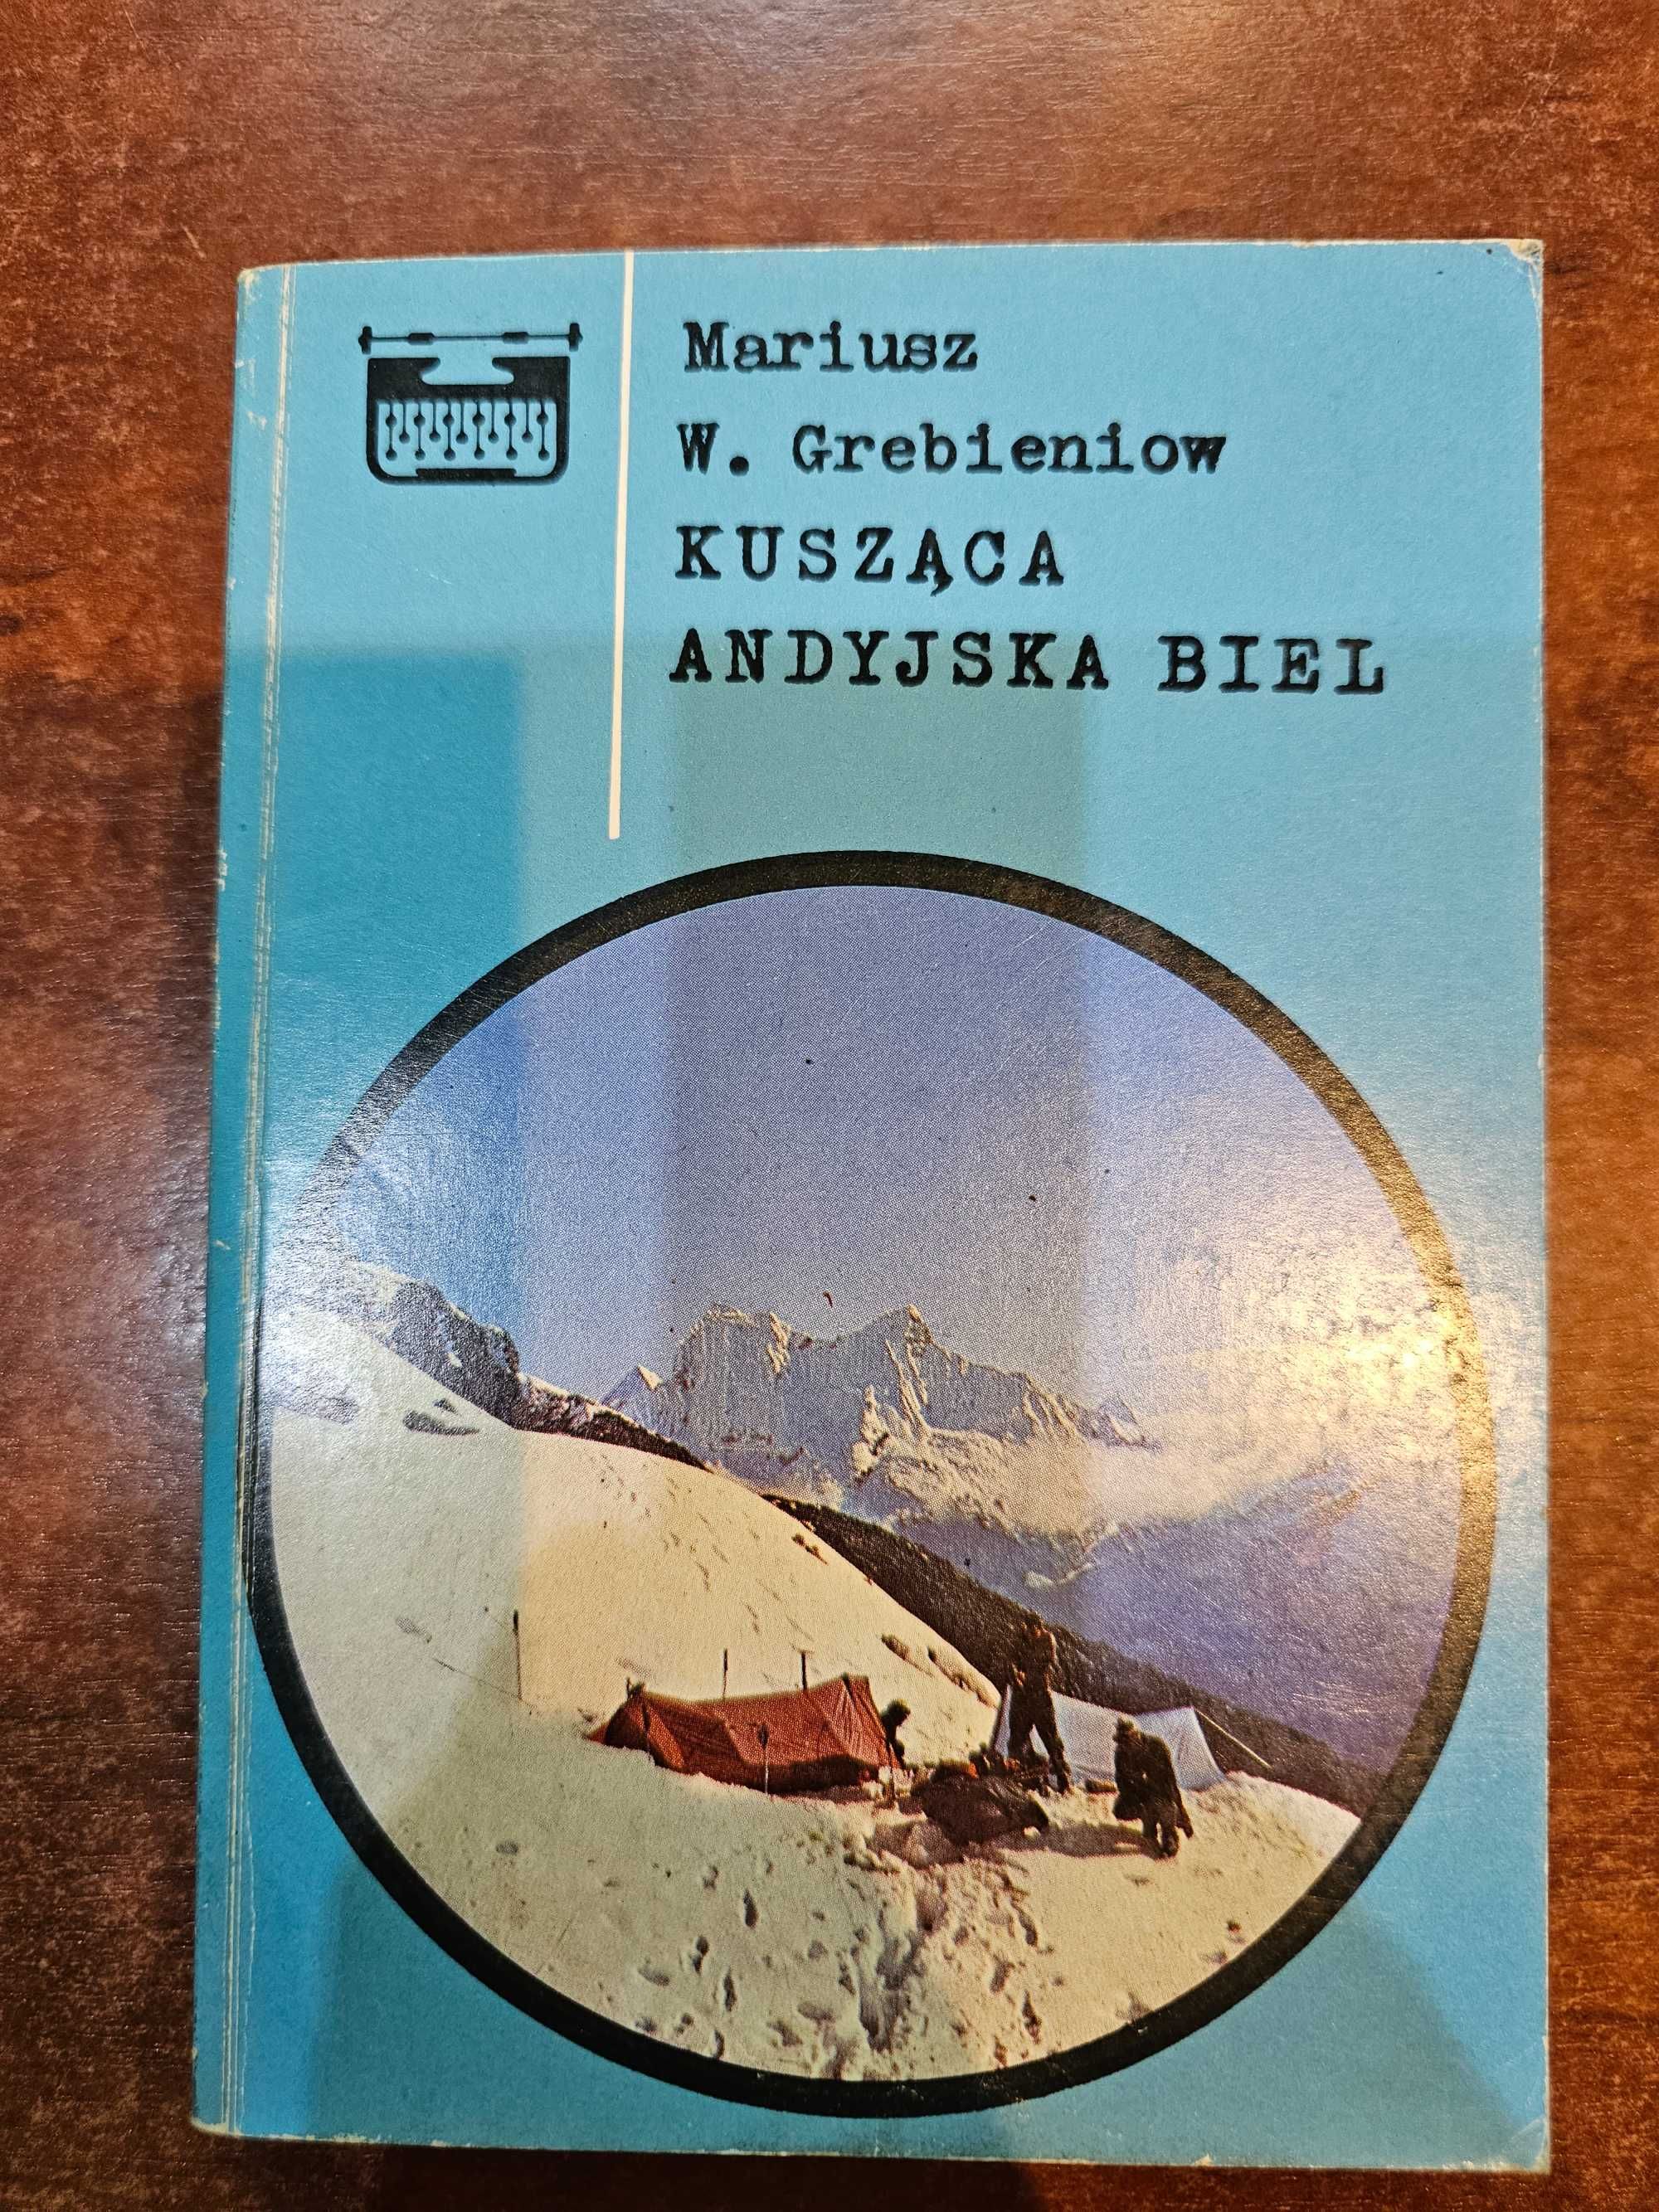 Mariusz
W. Grebieniow
KUSZĄCA
ANDYJSKA BIEL